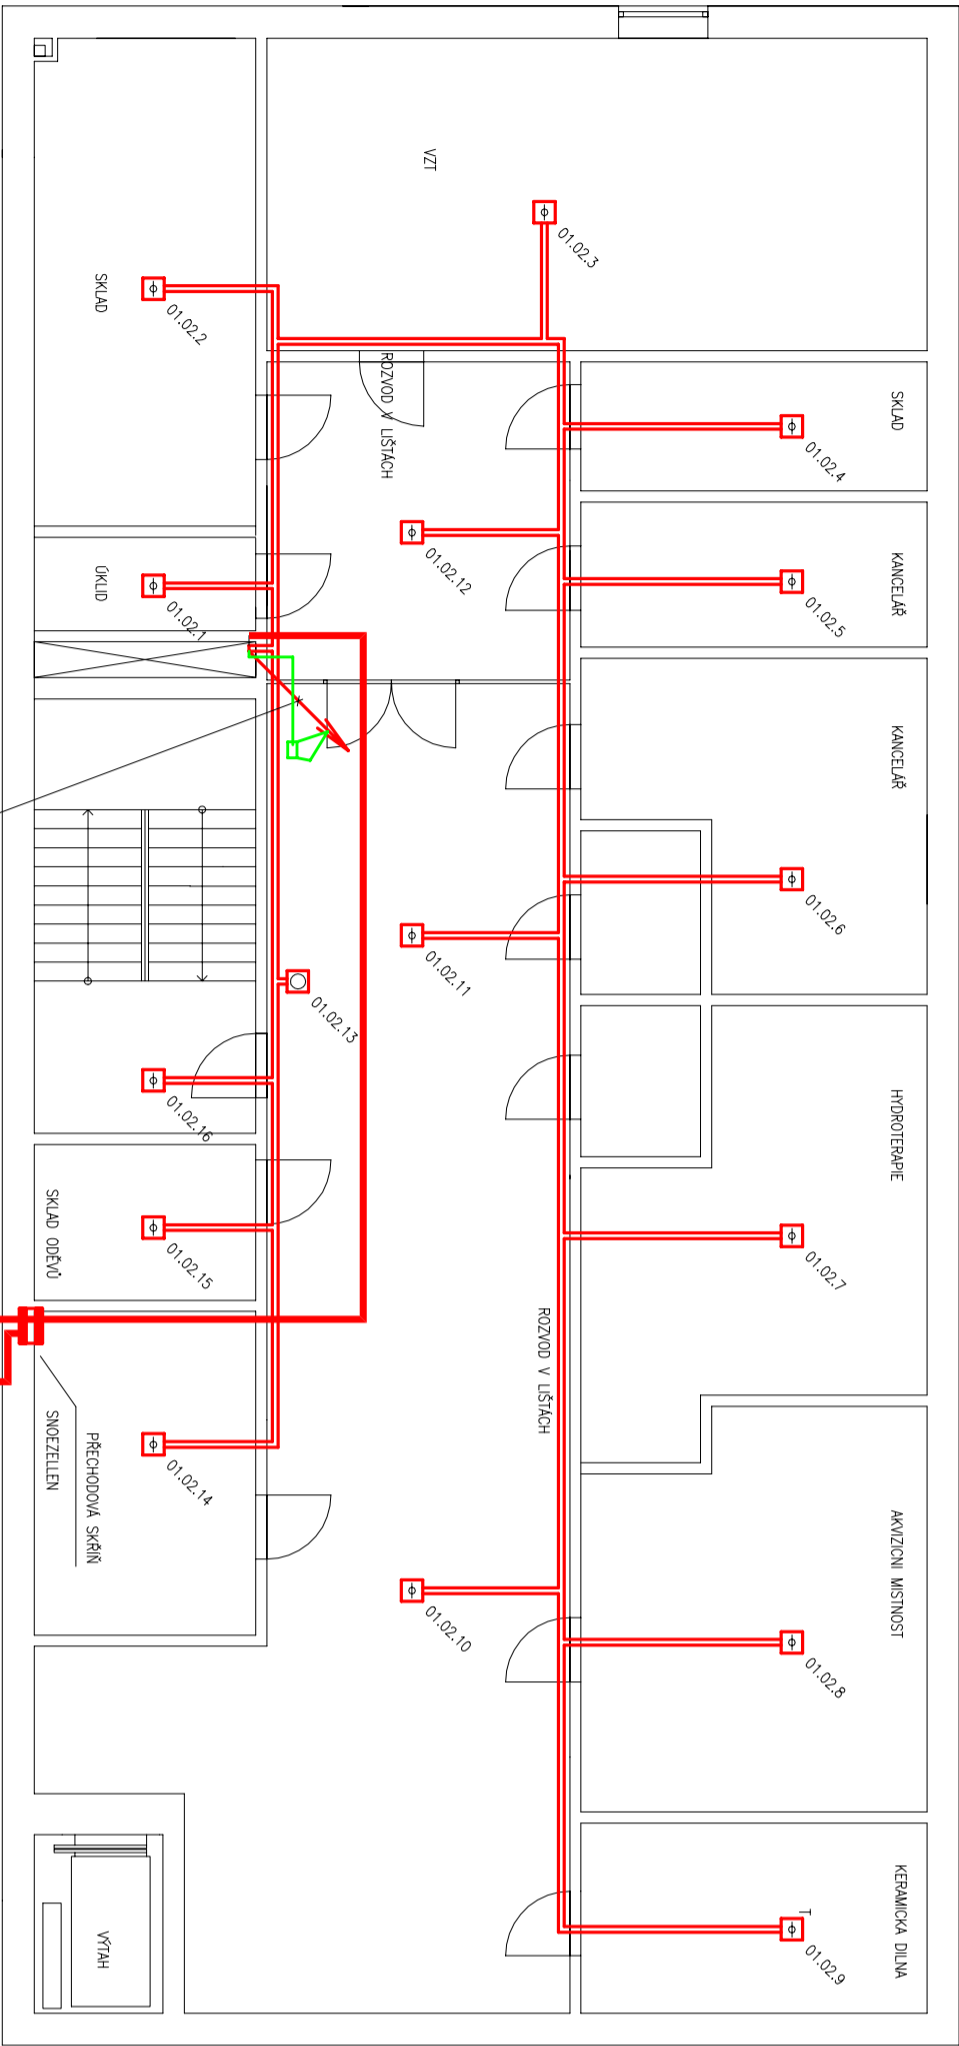 VZT
01.02.3
SKLAD
01.02.2
ROZVOD V LIŠTÁCH
SKLAD
01.02.4
01.02.12
KANCELÁŘ
01.02.5
ÚKLID
01.02.1
KANCELÁŘ
01.02.6
01.02.11
01.02.13
01.02.16
HYDROTERAPIE
01.02.7
SKLAD ODĚVŮ
01.02.15
ROZVOD V LIŠTÁCH
PŘECHODOVÁ SKŘÍŇ
SNOEZELLEN
01.02.14
AKVIZICNI MISTNOST
01.02.8
01.02.10
KERAMICKA DILNA
T
01.02.9
VÝTAH